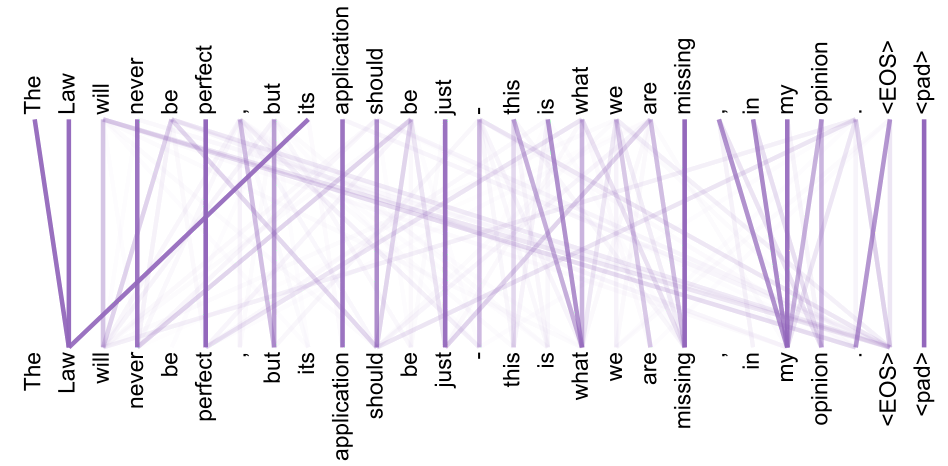 The Law will never be perfect , but its application should be just - this is what we are missing , in my opinion . <EOS> <pad>
The Law will never be perfect , but its application should be just - this is what we are missing , in my opinion . <EOS> <pad>